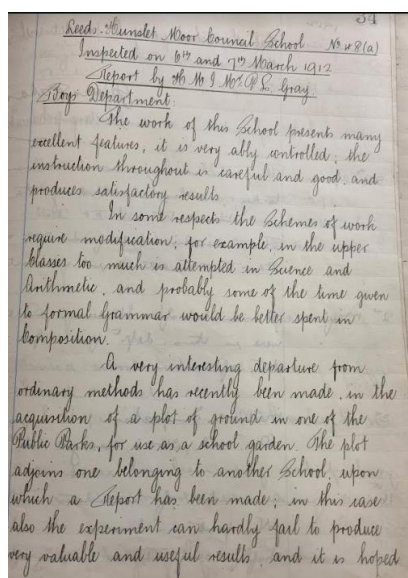 34
Leeds. Hunslet Moor Council School No 48(a)
Inspected on 6th and 7th March 1912
Report by H M I Mr. R L. Gray.
Boys Department:
The work of this School presents many
excellent features, it is very ably controlled, the
instruction throughout is careful and good, and
produces satisfactory results.
In some respects the Schemes of work
require modification; for example, in the upper
Classes too much is attempted in Science and
Arithmetic, and probably some of the time given
to formal Grammar would be better spent in
Composition.
A very interesting departure from
ordinary methods has recently been made, in the
acquisition of a plot of ground in one of the
Public Parks, for use as a school garden. The plot
adjoins one belonging to another School, upon
which a Report has been made; in this case
also the experiment can hardly fail to produce
very valuable and useful results, and it is hoped